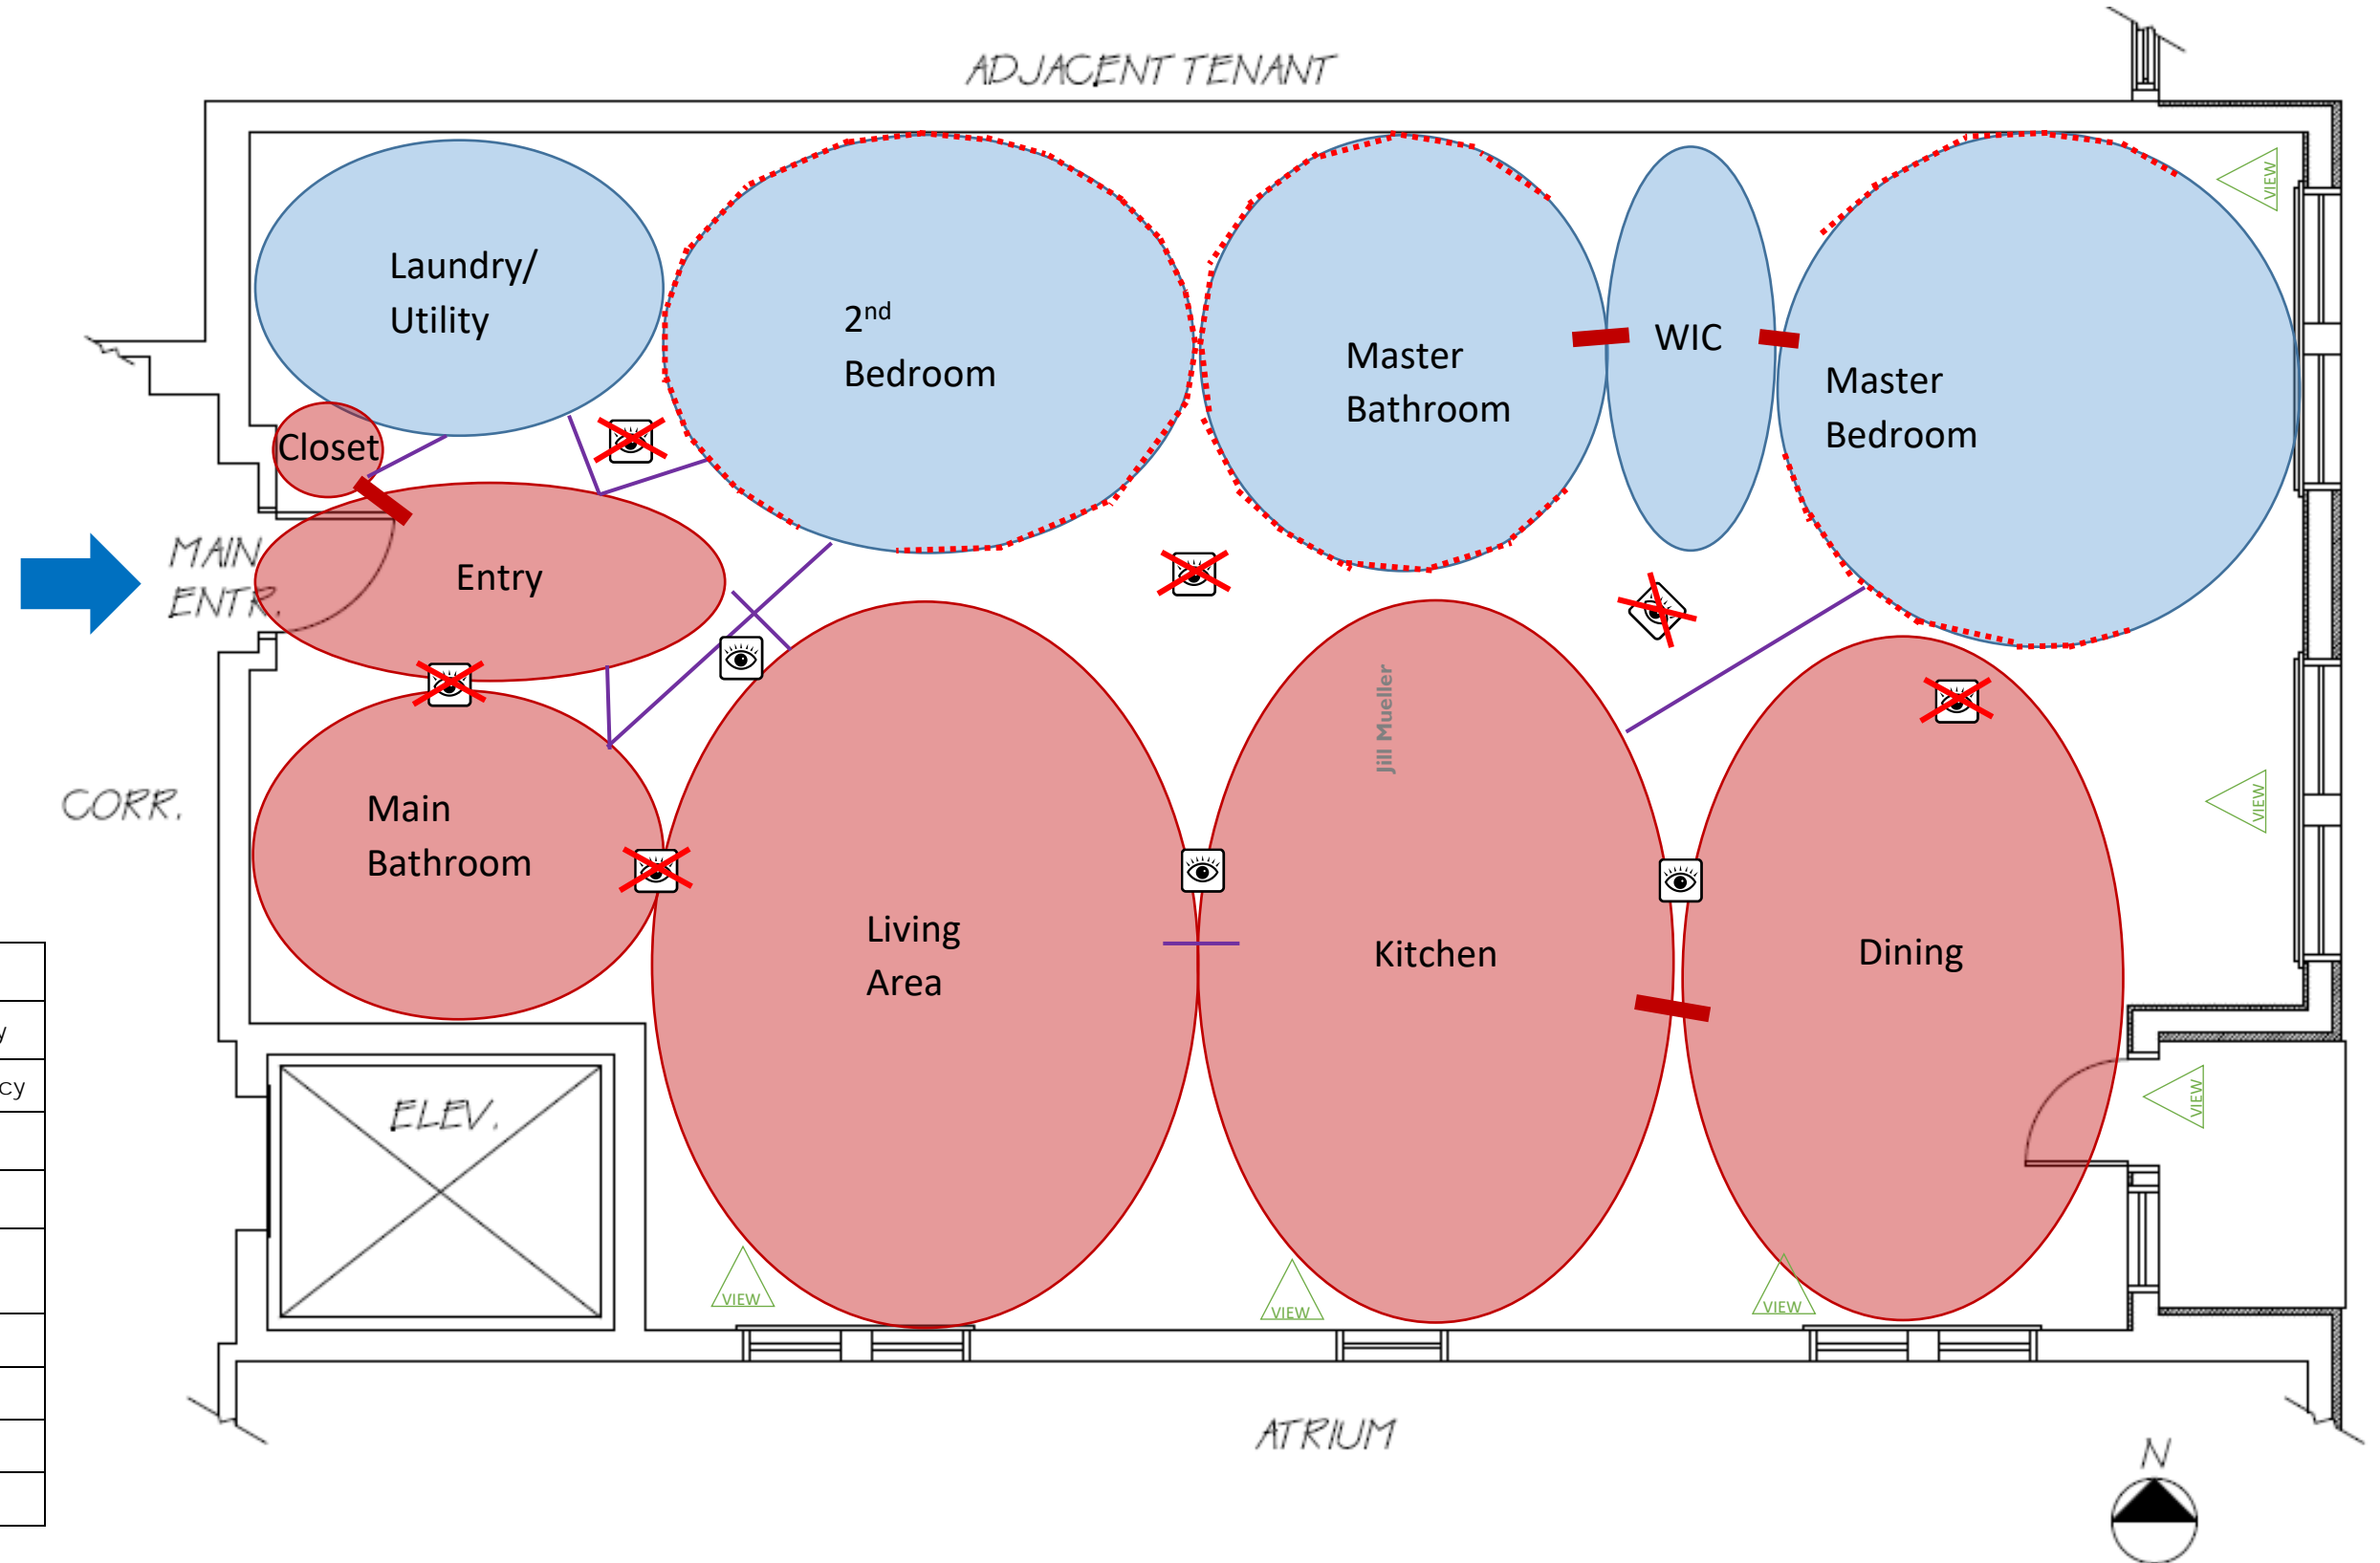 ADJACENT TENANT
Laundry/
Utility
2nd
Bedroom
Master
Bathroom
WIC
Master
Bedroom
VIEW
Closet
MAIN
ENTR.
Entry
Jill Mueller
CORR.
Main
Bathroom
Living
Area
Kitchen
Dining
VIEW
VIEW
ELEV.
VIEW
VIEW
VIEW
ATRIUM
N